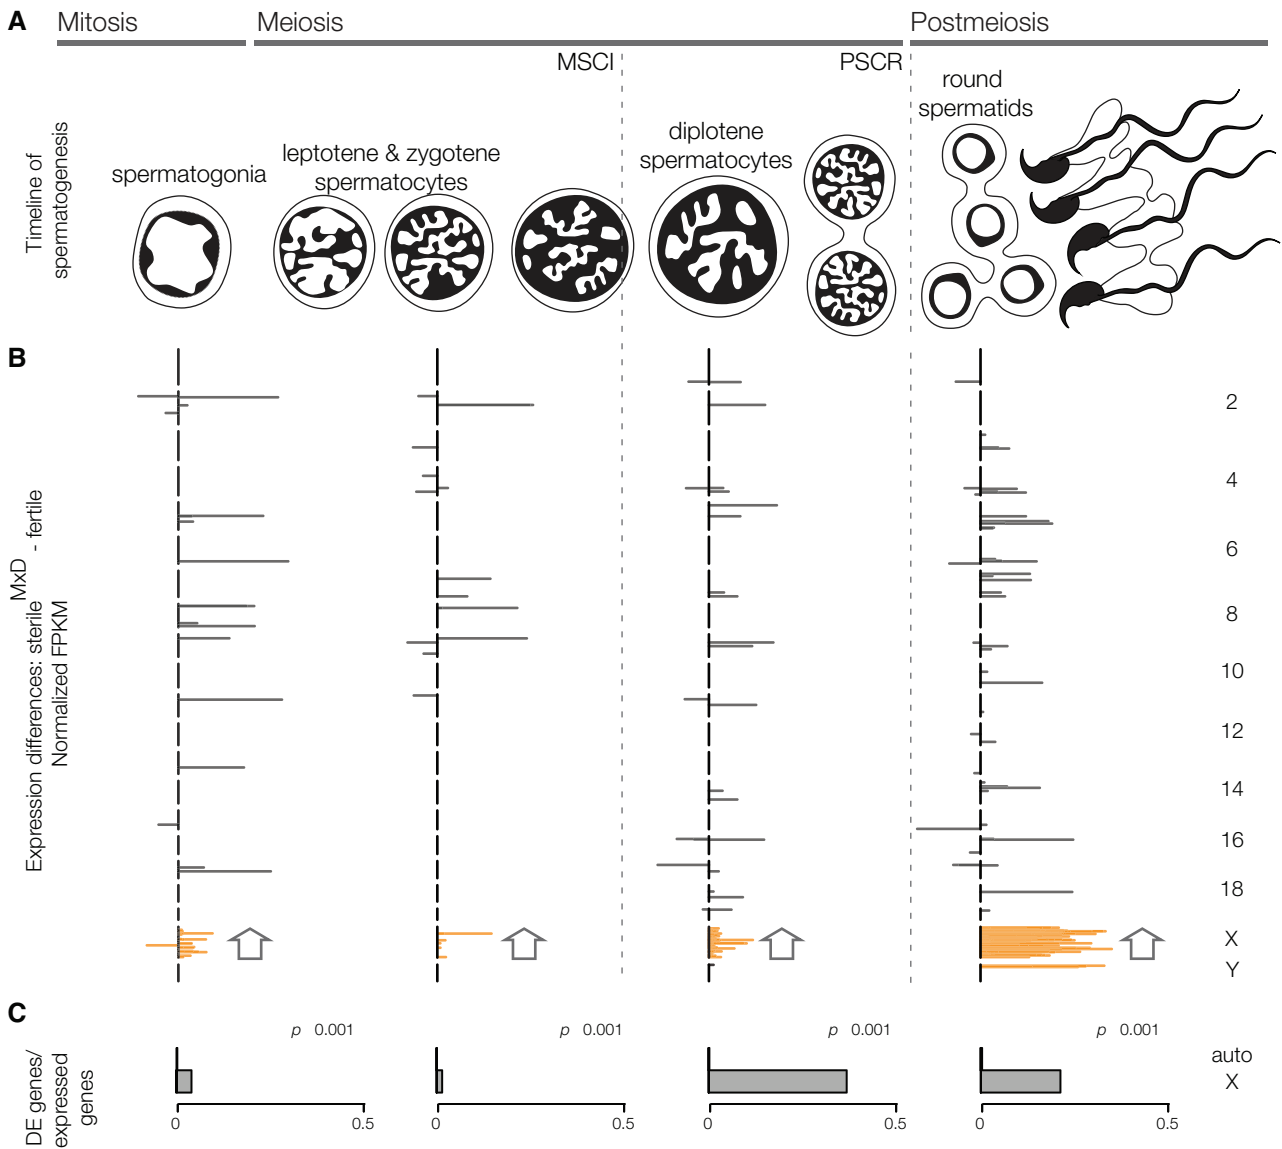 A
Mitosis
Meiosis
Postmeiosis
MSCI
PSCR
Timeline of
spermatogenesis
spermatogonia
leptotene & zygotene
spermatocytes
diplotene
spermatocytes
round
spermatids
B
Expression differences: sterile MxD - fertile
Normalized FPKM
2
4
6
8
10
12
14
16
18
X
Y
C
DE genes/
expressed
genes
p 0.001
p 0.001
p 0.001
p 0.001
auto
X
0 0.5
0 0.5
0 0.5
0 0.5